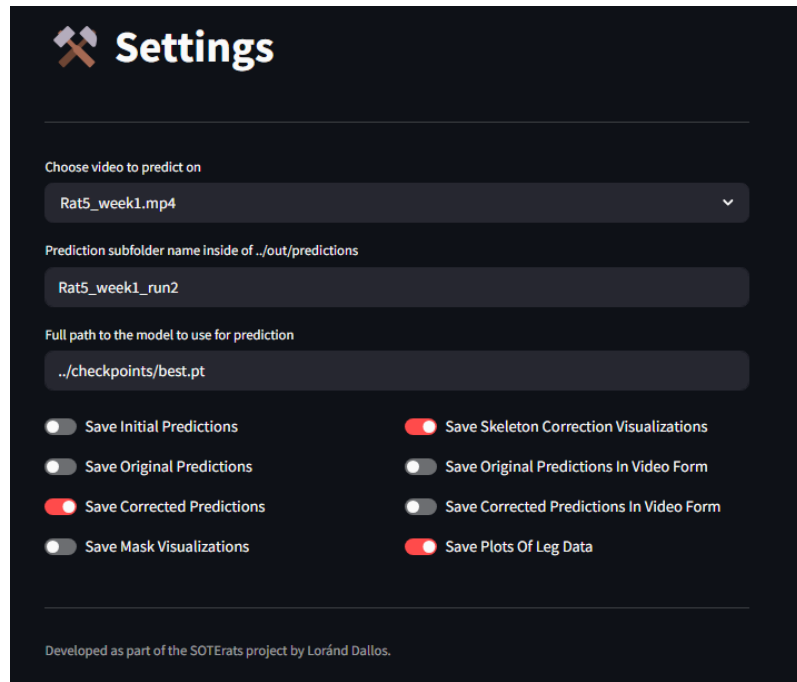 Settings
Choose video to predict on
Rat5_week1.mp4
Prediction subfolder name inside of ../out/predictions
Rat5_week1_run2
Full path to the model to use for prediction
../checkpoints/best.pt
Save Initial Predictions
Save Skeleton Correction Visualizations
Save Original Predictions
Save Original Predictions In Video Form
Save Corrected Predictions
Save Corrected Predictions In Video Form
Save Mask Visualizations
Save Plots Of Leg Data
Developed as part of the SOTErats project by Loránd Dallos.